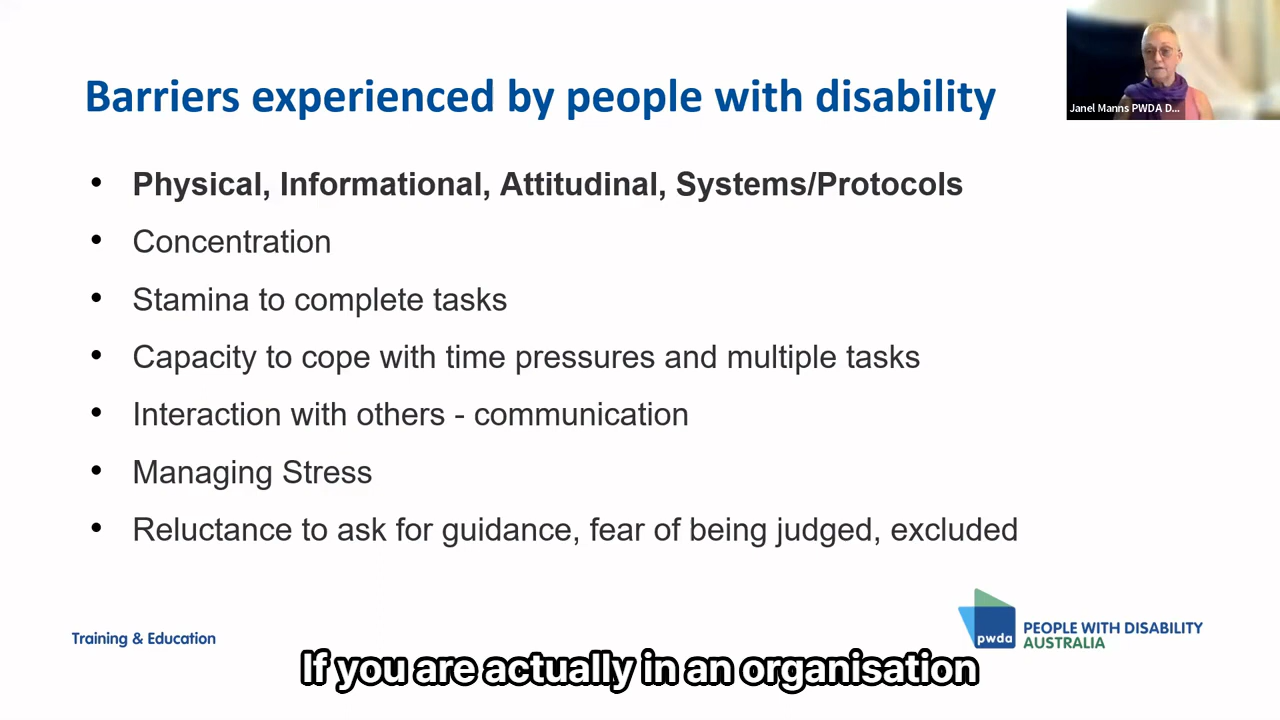 Barriers experienced by people with disability
Janel Manns PWDA D...
• Physical, Informational, Attitudinal, Systems/Protocols
• Concentration
• Stamina to complete tasks
• Capacity to cope with time pressures and multiple tasks
• Interaction with others - communication
• Managing Stress
• Reluctance to ask for guidance, fear of being judged, excluded
Training & Education
pwda
PEOPLE WITH DISABILITY
AUSTRALIA
If you are actually in an organisation